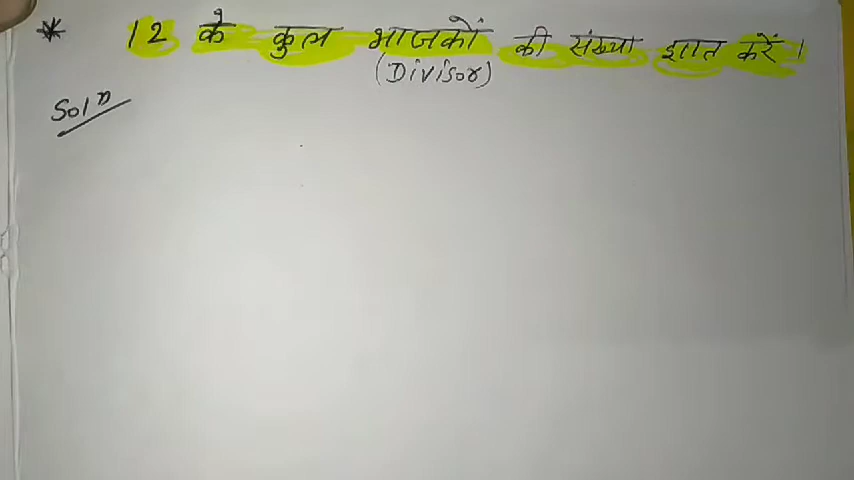 * 12 के कुल भाजकों की संख्या ज्ञात करें ।
(Divisor)
Solⁿ